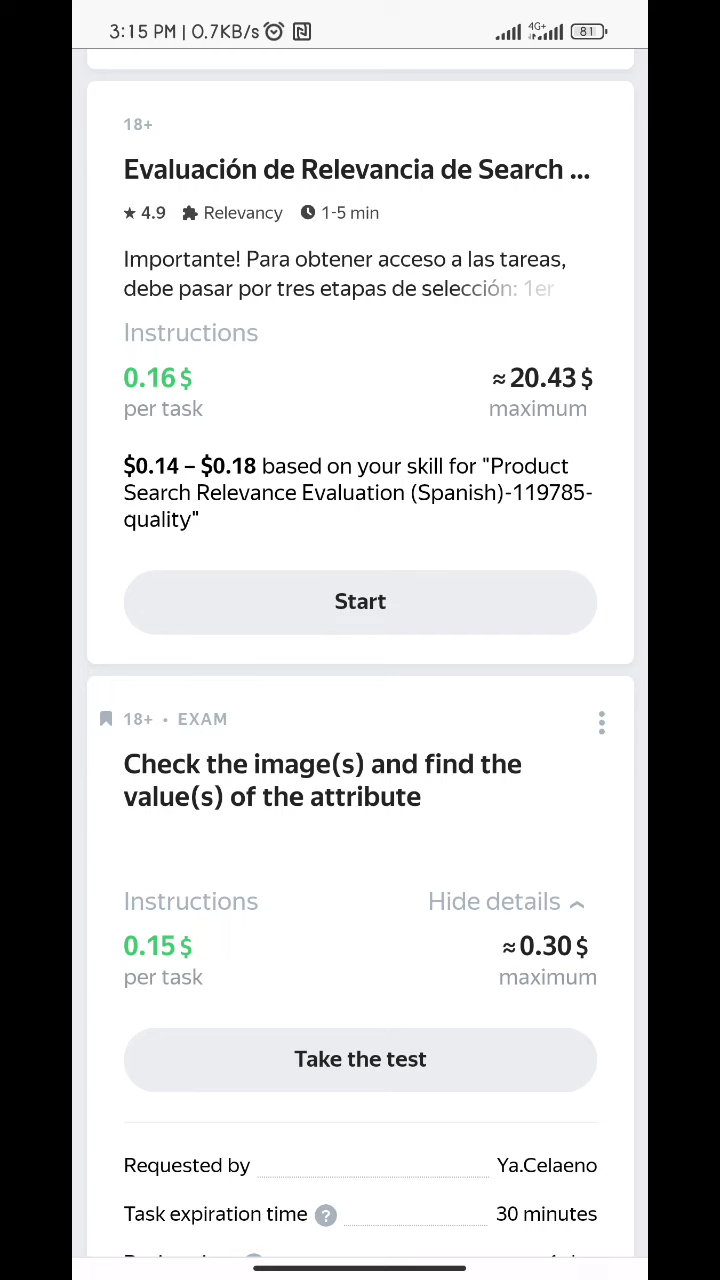 3:15 PM | 0.7KB/s
4G+
81
18+
Evaluación de Relevancia de Search ...
★ 4.9 Relevancy 1-5 min
Importante! Para obtener acceso a las tareas,
debe pasar por tres etapas de selección: 1er
Instructions
0.16 $ ≈ 20.43 $
per task maximum
$0.14 – $0.18 based on your skill for "Product
Search Relevance Evaluation (Spanish)-119785-
quality"
Start
18+ • EXAM
Check the image(s) and find the
value(s) of the attribute
Instructions Hide details
0.15 $ ≈ 0.30 $
per task maximum
Take the test
Requested by Ya.Celaeno
Task expiration time ? 30 minutes